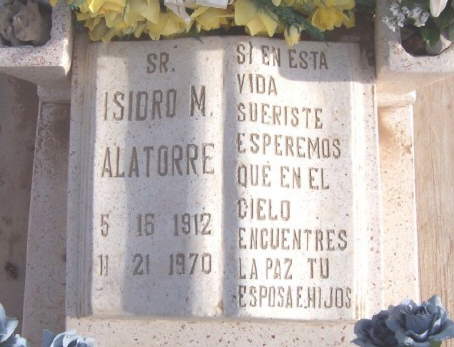 SR.
ISIDRO M.
ALATORRE
5 16 1912
11 21 1970
SI EN ESTA
VIDA
SUERISTE
ESPEREMOS
QUE EN EL
CIELO
ENCUENTRES
LA PAZ TU
ESPOSA E. HIJOS